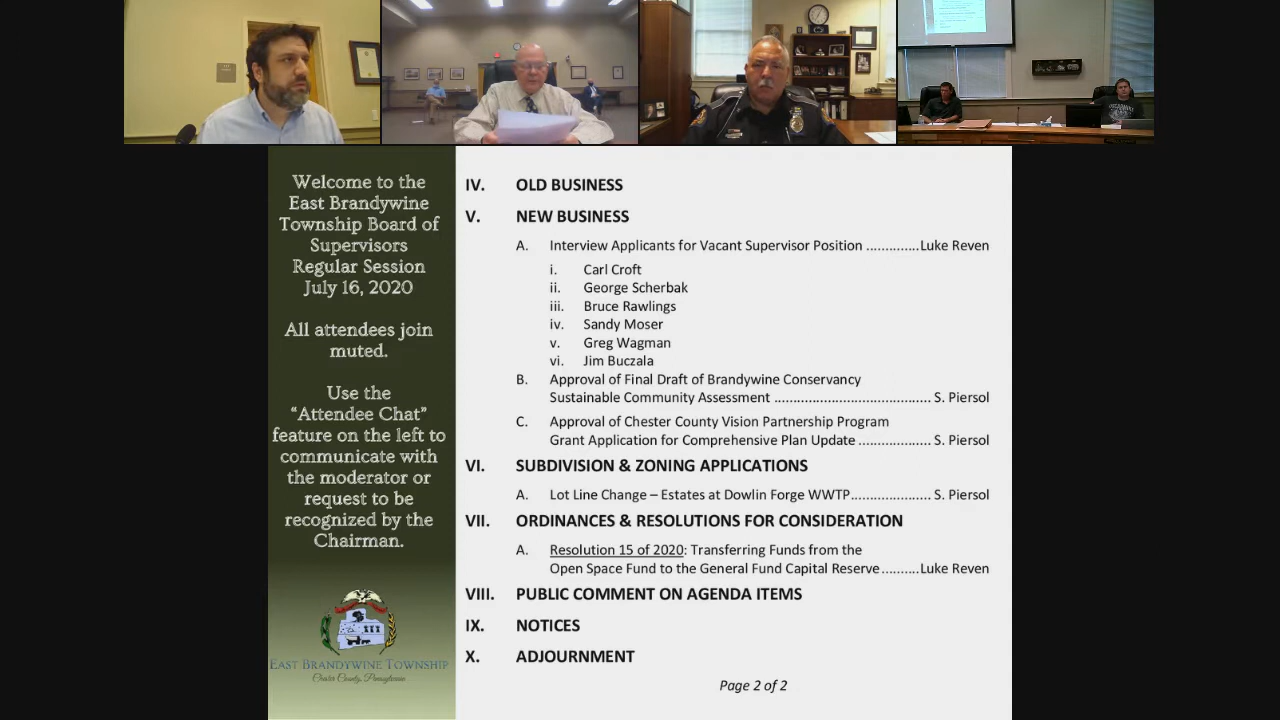 Welcome to the
East Brandywine
Township Board of
Supervisors
Regular Session
July 16, 2020
All attendees join
muted.
Use the
“Attendee Chat”
feature on the left to
communicate with
the moderator or
request to be
recognized by the
Chairman.
EAST BRANDYWINE TOWNSHIP
Chester County, Pennsylvania
IV. OLD BUSINESS
V. NEW BUSINESS
A. Interview Applicants for Vacant Supervisor Position .............Luke Reven
i. Carl Croft
ii. George Scherbak
iii. Bruce Rawlings
iv. Sandy Moser
v. Greg Wagman
vi. Jim Buczala
B. Approval of Final Draft of Brandywine Conservancy
Sustainable Community Assessment ...................................... S. Piersol
C. Approval of Chester County Vision Partnership Program
Grant Application for Comprehensive Plan Update ................. S. Piersol
VI. SUBDIVISION & ZONING APPLICATIONS
A. Lot Line Change – Estates at Dowlin Forge WWTP..................... S. Piersol
VII. ORDINANCES & RESOLUTIONS FOR CONSIDERATION
A. Resolution 15 of 2020: Transferring Funds from the
Open Space Fund to the General Fund Capital Reserve.........Luke Reven
VIII. PUBLIC COMMENT ON AGENDA ITEMS
IX. NOTICES
X. ADJOURNMENT
Page 2 of 2